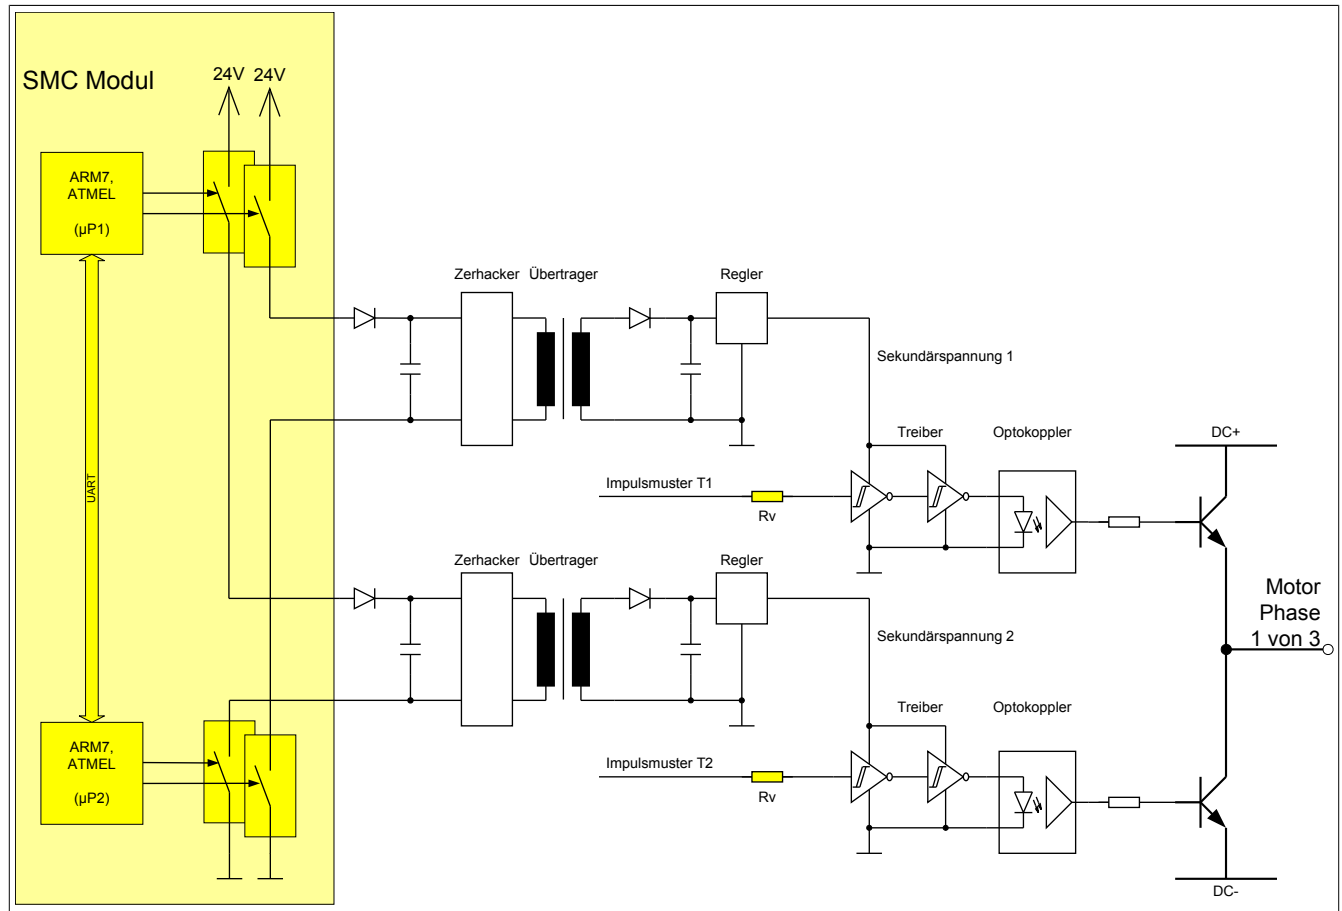 SMC Modul
24V 24V
ARM7,
ATMEL
(µP1)
UART
ARM7,
ATMEL
(µP2)
Zerhacker Übertrager Regler
Sekundärspannung 1
Treiber Optokoppler DC+
Impulsmuster T1
Rv
Zerhacker Übertrager Regler
Motor
Phase
1 von 3
Sekundärspannung 2
Treiber Optokoppler
Impulsmuster T2
Rv
DC-